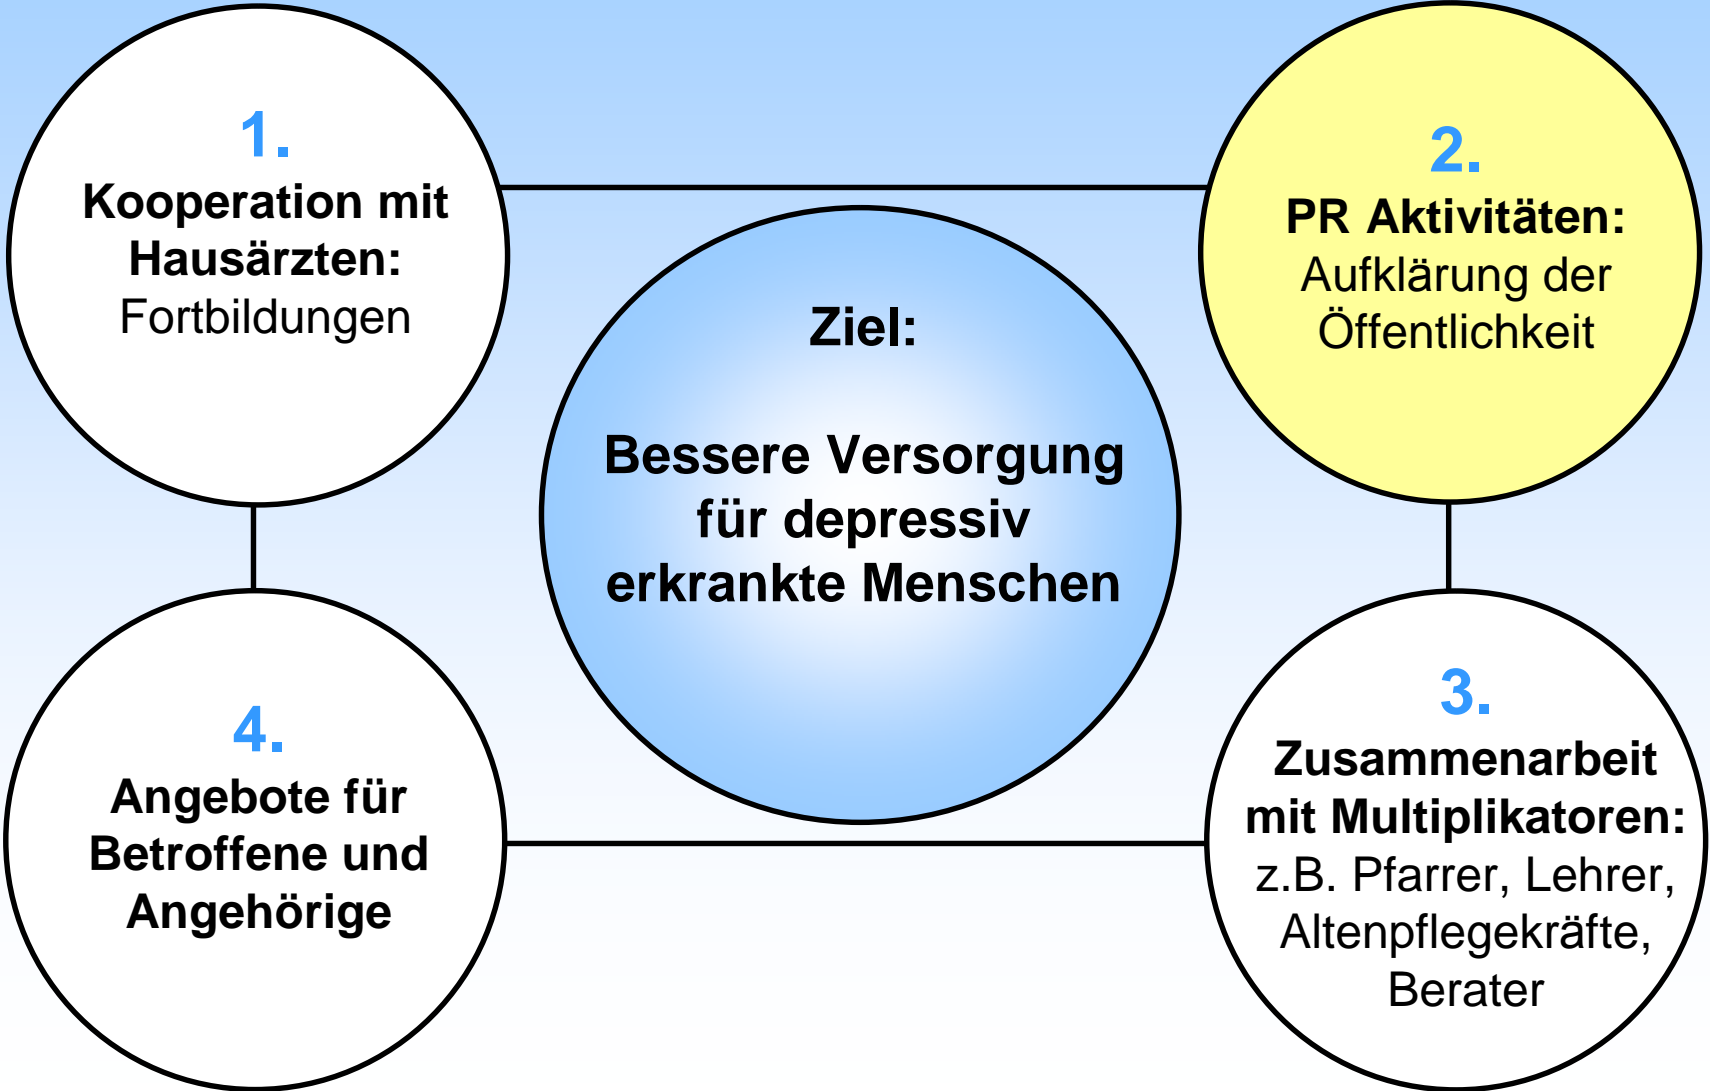 1.
Kooperation mit
Hausärzten:
Fortbildungen
2.
PR Aktivitäten:
Aufklärung der
Öffentlichkeit
Ziel:
Bessere Versorgung
für depressiv
erkrankte Menschen
3.
Zusammenarbeit
mit Multiplikatoren:
z.B. Pfarrer, Lehrer,
Altenpflegekräfte,
Berater
4.
Angebote für
Betroffene und
Angehörige